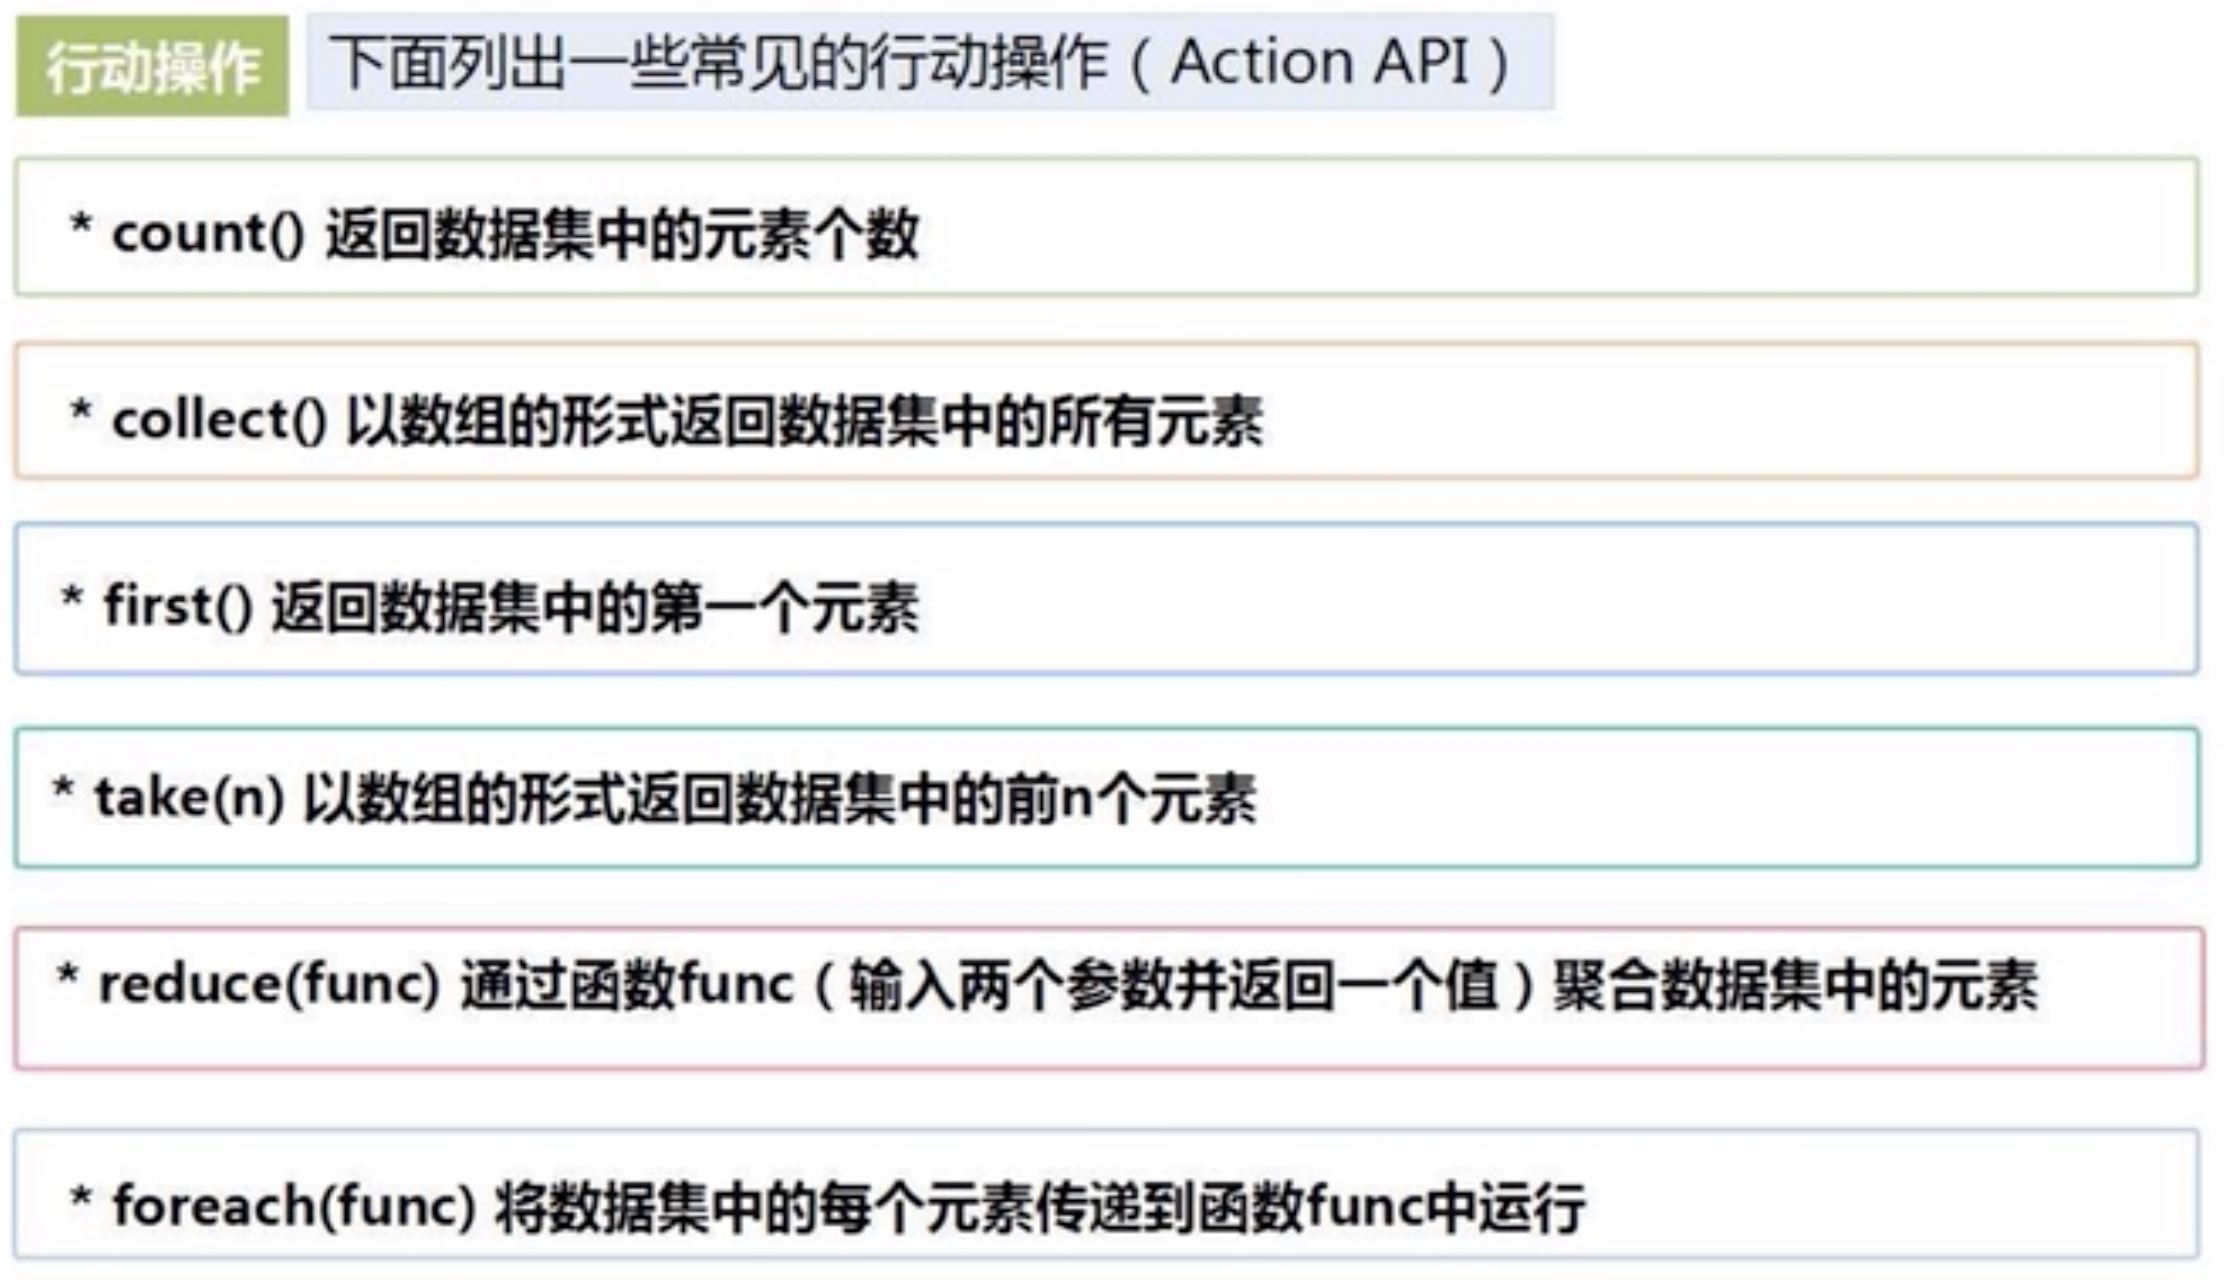 行动操作 下面列出一些常见的行动操作（Action API）
* count() 返回数据集中的元素个数
* collect() 以数组的形式返回数据集中的所有元素
* first() 返回数据集中的第一个元素
* take(n) 以数组的形式返回数据集中的前n个元素
* reduce(func) 通过函数func（输入两个参数并返回一个值）聚合数据集中的元素
* foreach(func) 将数据集中的每个元素传递到函数func中运行